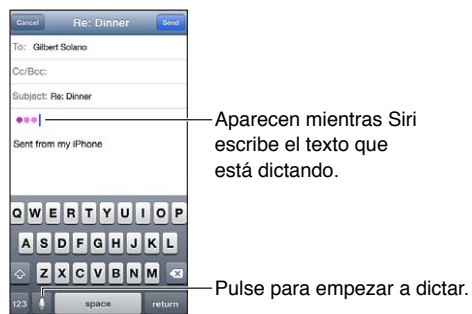 Cancel Re: Dinner Send
To: Gilbert Solano
Cc/Bcc:
Subject: Re: Dinner
Aparecen mientras Siri
escribe el texto que
está dictando.
Sent from my iPhone
Q W E R T Y U I O P
A S D F G H J K L
Z X C V B N M
Pulse para empezar a dictar.
123 space return